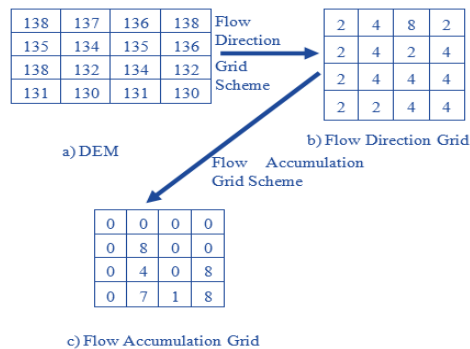 138 137 136 138
135 134 135 136
138 132 134 132
131 130 131 130
a) DEM
Flow
Direction
Grid
Scheme
2 4 8 2
2 4 2 4
2 4 4 4
2 2 4 4
b) Flow Direction Grid
Flow Accumulation
Grid Scheme
0 0 0 0
0 8 0 0
0 4 0 8
0 7 1 8
c) Flow Accumulation Grid